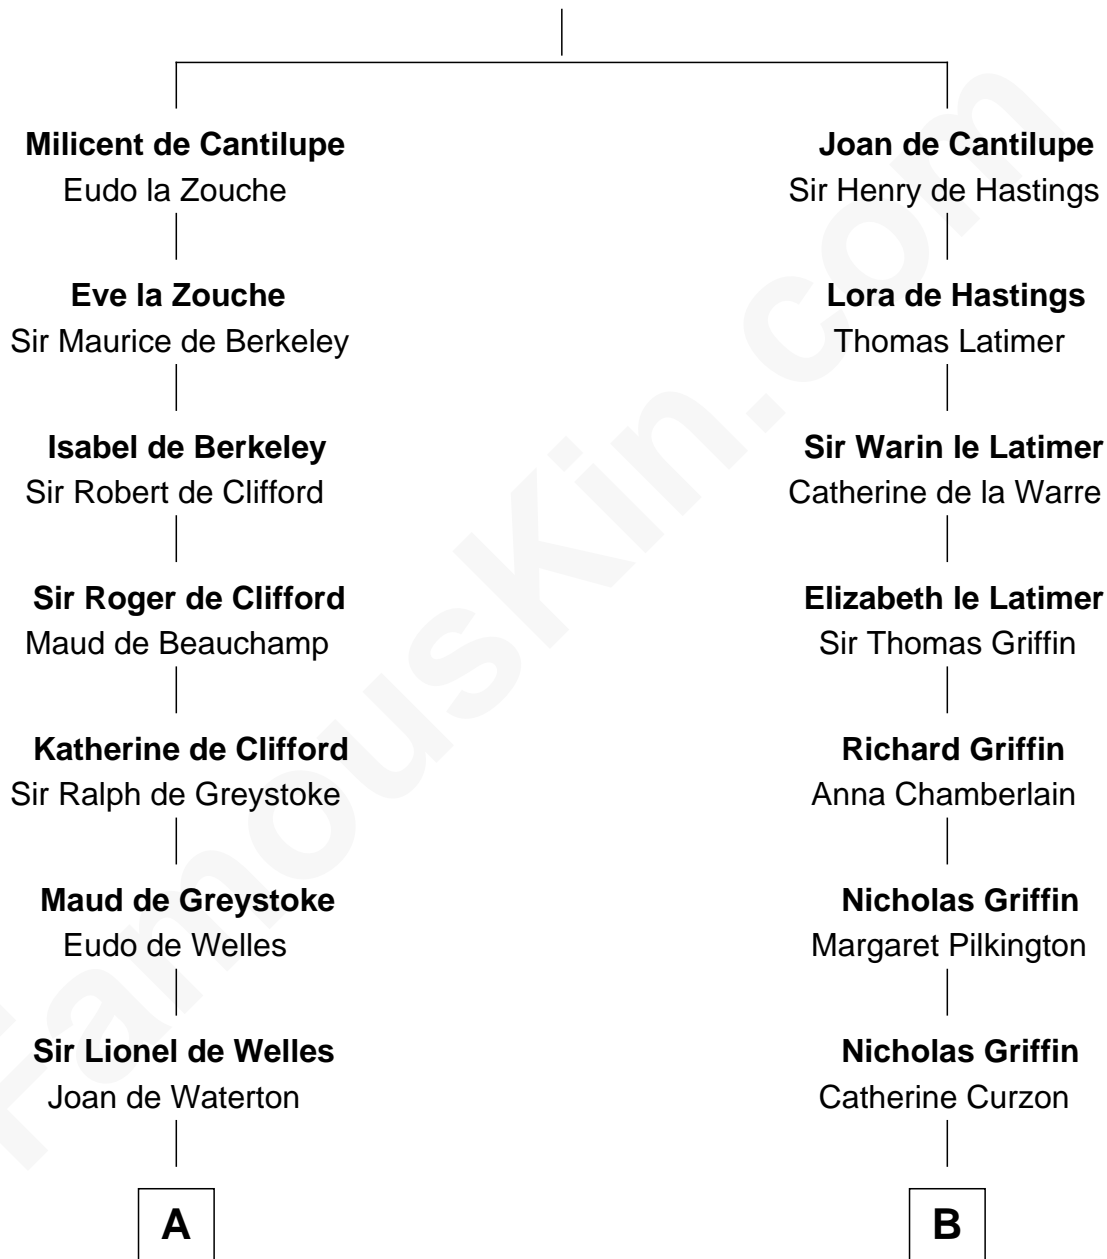 Milicent de Cantilupe
Eudo la Zouche
Eve la Zouche
Sir Maurice de Berkeley
Isabel de Berkeley
Sir Robert de Clifford
Sir Roger de Clifford
Maud de Beauchamp
Katherine de Clifford
Sir Ralph de Greystoke
Maud de Greystoke
Eudo de Welles
Sir Lionel de Welles
Joan de Waterton
A
Joan de Cantilupe
Sir Henry de Hastings
Lora de Hastings
Thomas Latimer
Sir Warin le Latimer
Catherine de la Warre
Elizabeth le Latimer
Sir Thomas Griffin
Richard Griffin
Anna Chamberlain
Nicholas Griffin
Margaret Pilkington
Nicholas Griffin
Catherine Curzon
B
FamousKin.com